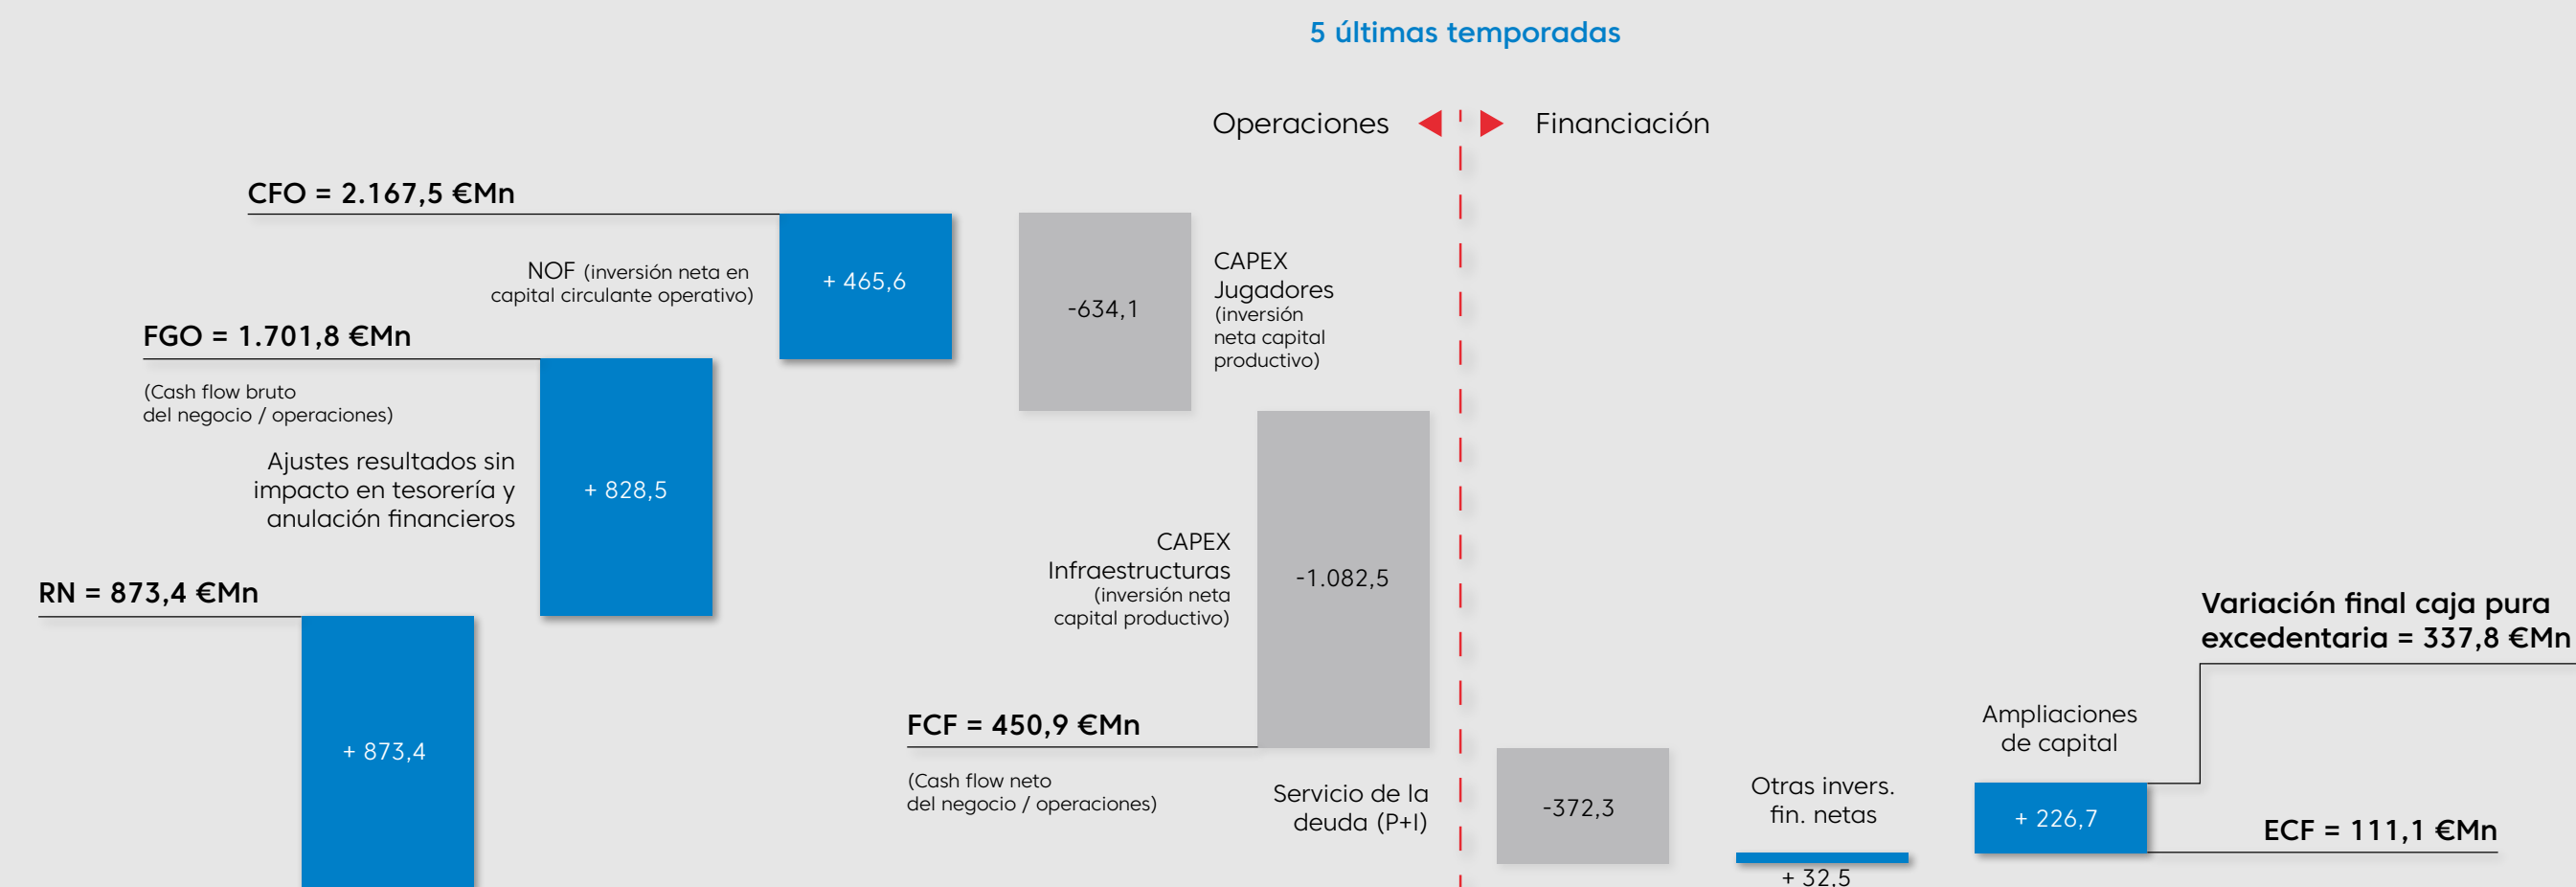 5 últimas temporadas
Operaciones
Financiación
CFO = 2.167,5 €Mn
NOF (inversión neta en
capital circulante operativo)
+ 465,6
-634,1
CAPEX
Jugadores
(inversión
neta capital
productivo)
FGO = 1.701,8 €Mn
(Cash flow bruto
del negocio / operaciones)
Ajustes resultados sin
impacto en tesorería y
anulación financieros
+ 828,5
CAPEX
Infraestructuras
(inversión neta
capital productivo)
-1.082,5
RN = 873,4 €Mn
+ 873,4
FCF = 450,9 €Mn
(Cash flow neto
del negocio / operaciones)
Servicio de la
deuda (P+I)
-372,3
Otras invers.
fin. netas
+ 32,5
Ampliaciones
de capital
+ 226,7
Variación final caja pura
excedentaria = 337,8 €Mn
ECF = 111,1 €Mn